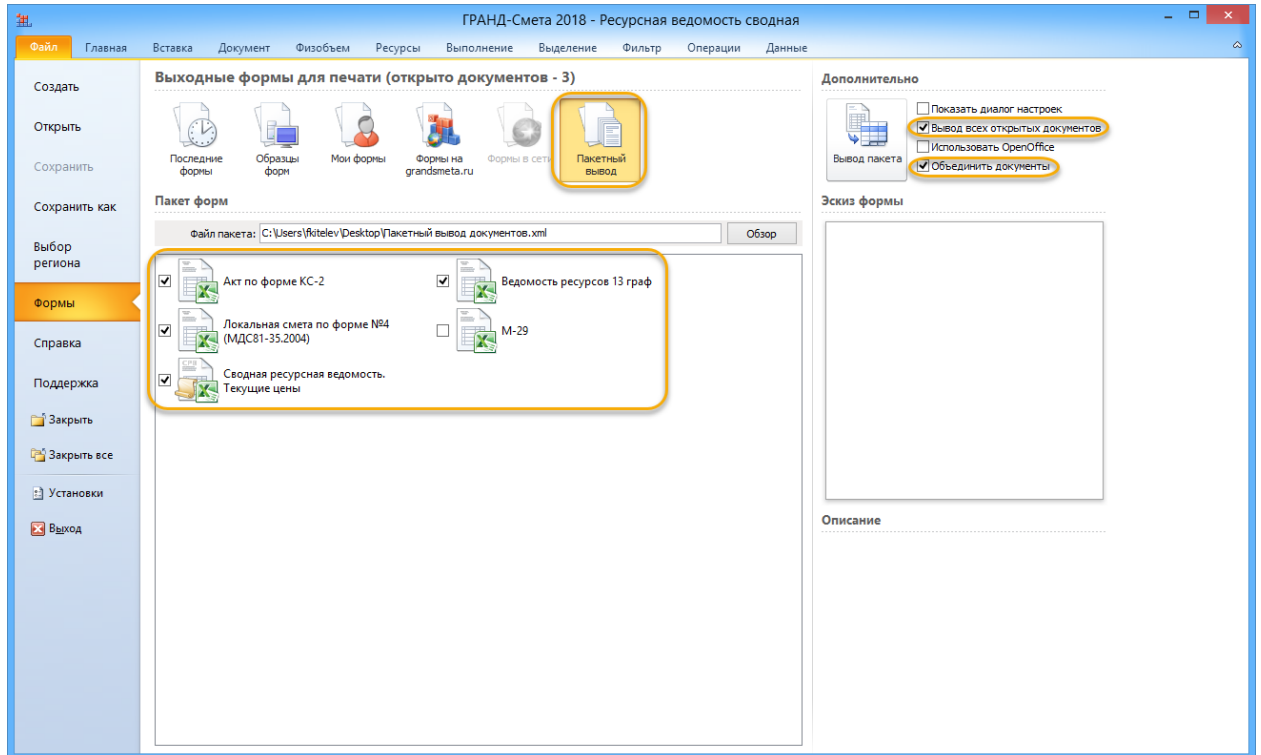 ГРАНД-Смета 2018 - Ресурсная ведомость сводная
Файл Главная Вставка Документ Физобъем Ресурсы Выполнение Выделение Фильтр Операции Данные
Создать
Открыть
Сохранить
Сохранить как
Выбор
региона
Формы
Справка
Поддержка
Закрыть
Закрыть все
Установки
Выход
Выходные формы для печати (открыто документов - 3)
Последние
формы
Образцы
форм
Мои формы
Формы на
grandsmeta.ru
Формы в сети
Пакетный
вывод
Пакет форм
Файл пакета: C:\Users\fkitelev\Desktop\Пакетный вывод документов.xml Обзор
Акт по форме КС-2
Ведомость ресурсов 13 граф
Локальная смета по форме №4
(МДС81-35.2004)
М-29
Сводная ресурсная ведомость.
Текущие цены
Дополнительно
Вывод пакета
Показать диалог настроек
Вывод всех открытых документов
Использовать OpenOffice
Объединить документы
Эскиз формы
Описание